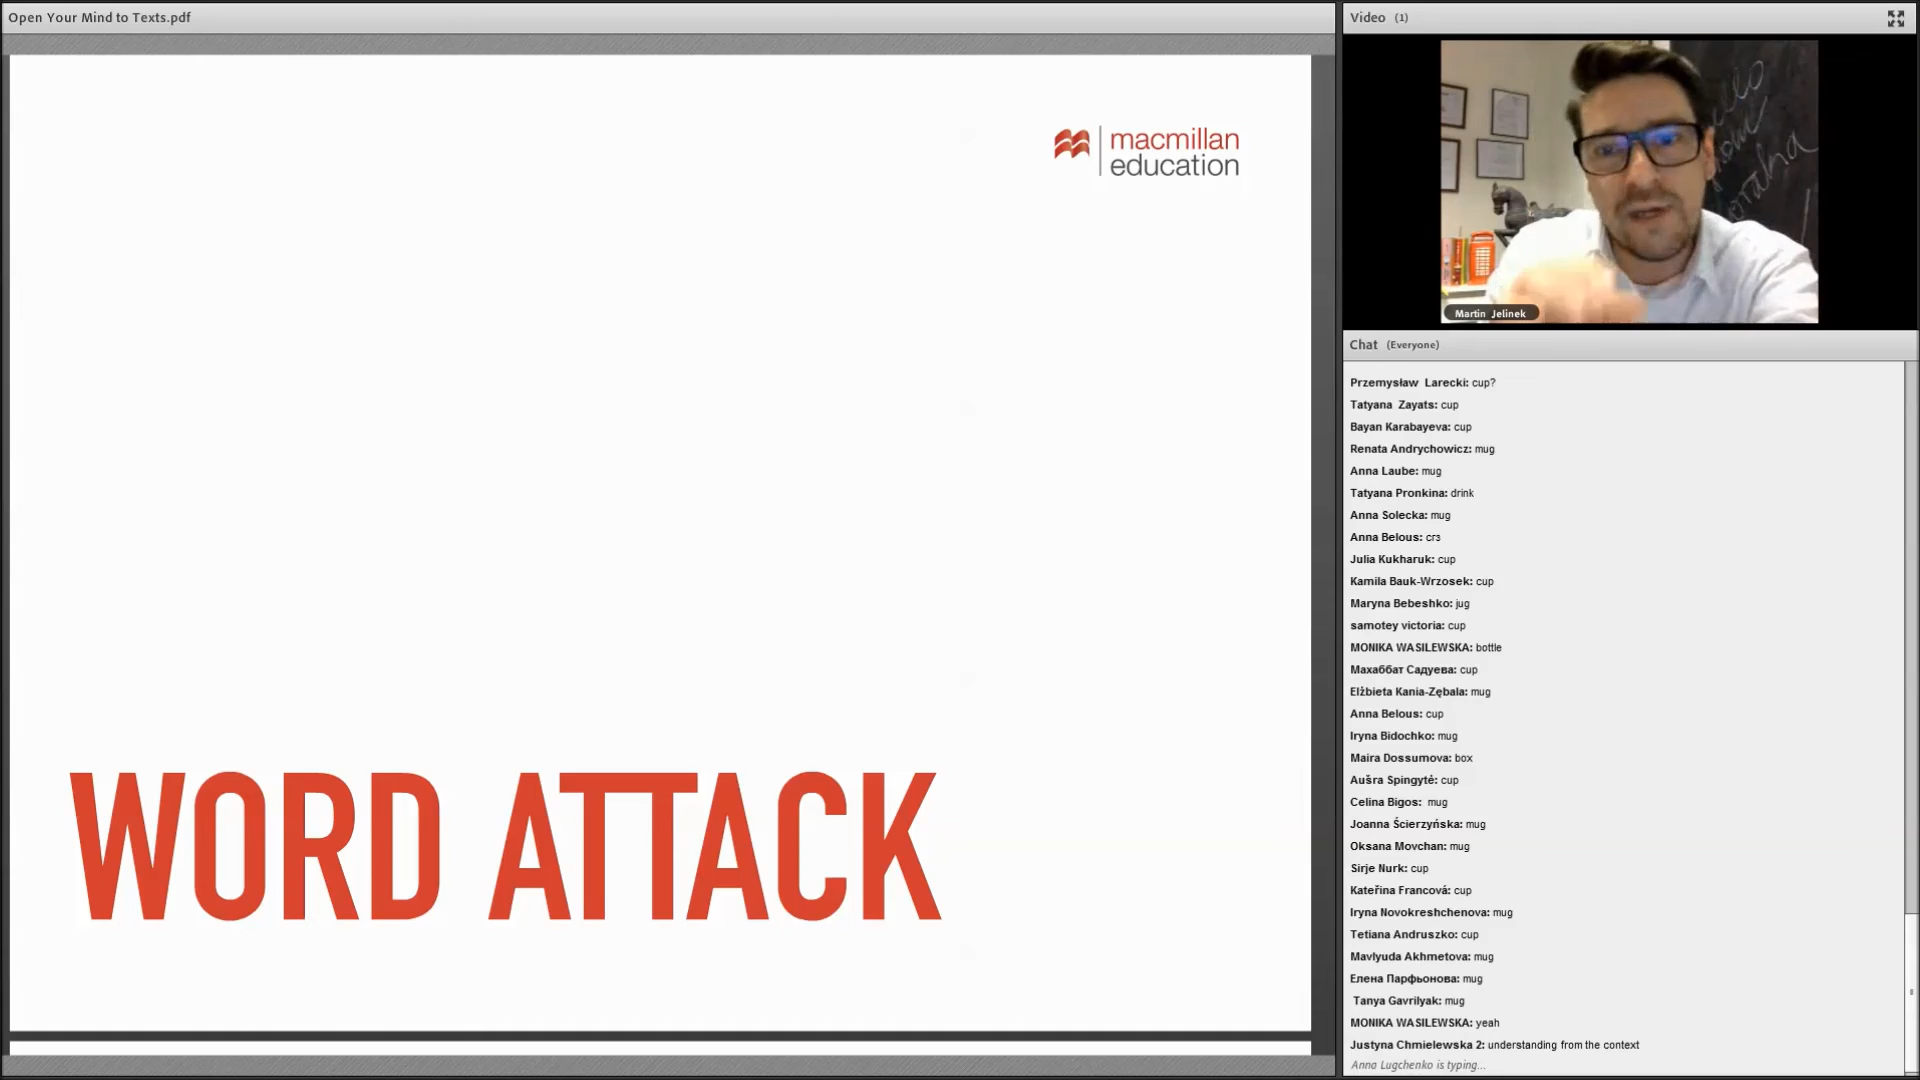 Open Your Mind to Texts.pdf
macmillan
education
WORD ATTACK
Video (1)
Martin Jelinek
Chat (Everyone)
Przemysław Larecki: cup?
Tatyana Zayats: cup
Bayan Karabayeva: cup
Renata Andrychowicz: mug
Anna Laube: mug
Tatyana Pronkina: drink
Anna Solecka: mug
Anna Belous: сгз
Julia Kukharuk: cup
Kamila Bauk-Wrzosek: cup
Maryna Bebeshko: jug
samotey victoria: cup
MONIKA WASILEWSKA: bottle
Махаббат Садуева: cup
Elżbieta Kania-Zębala: mug
Anna Belous: cup
Iryna Bidochko: mug
Maira Dossumova: box
Aušra Spingytė: cup
Celina Bigos: mug
Joanna Ścierzyńska: mug
Oksana Movchan: mug
Sirje Nurk: cup
Kateřina Francová: cup
Iryna Novokreshchenova: mug
Tetiana Andruszko: cup
Mavlyuda Akhmetova: mug
Елена Парфьонова: mug
Tanya Gavrilyak: mug
MONIKA WASILEWSKA: yeah
Justyna Chmielewska 2: understanding from the context
Anna Lugchenko is typing...